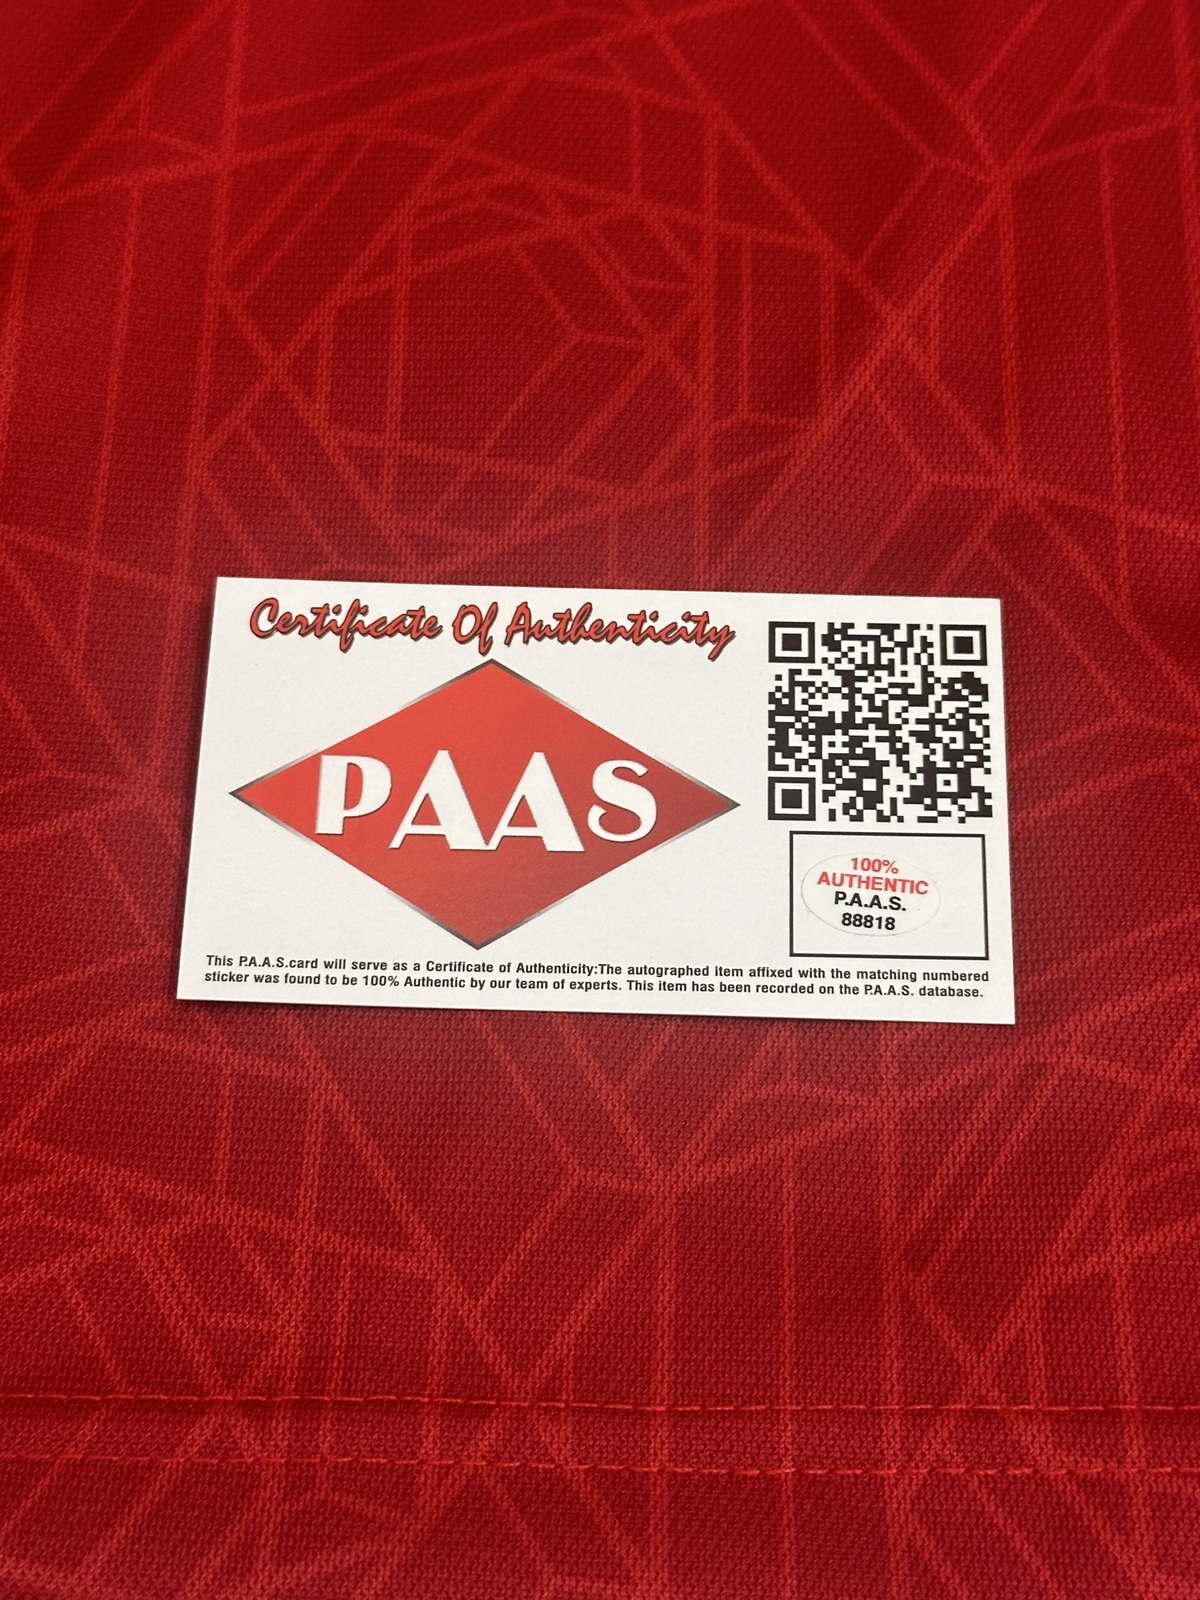 Certificate Of Authenticity
PAAS
100%
AUTHENTIC
P.A.A.S.
88818
This P.A.A.S.card will serve as a Certificate of Authenticity:The autographed item affixed with the matching numbered
sticker was found to be 100% Authentic by our team of experts. This item has been recorded on the P.A.A.S. database.